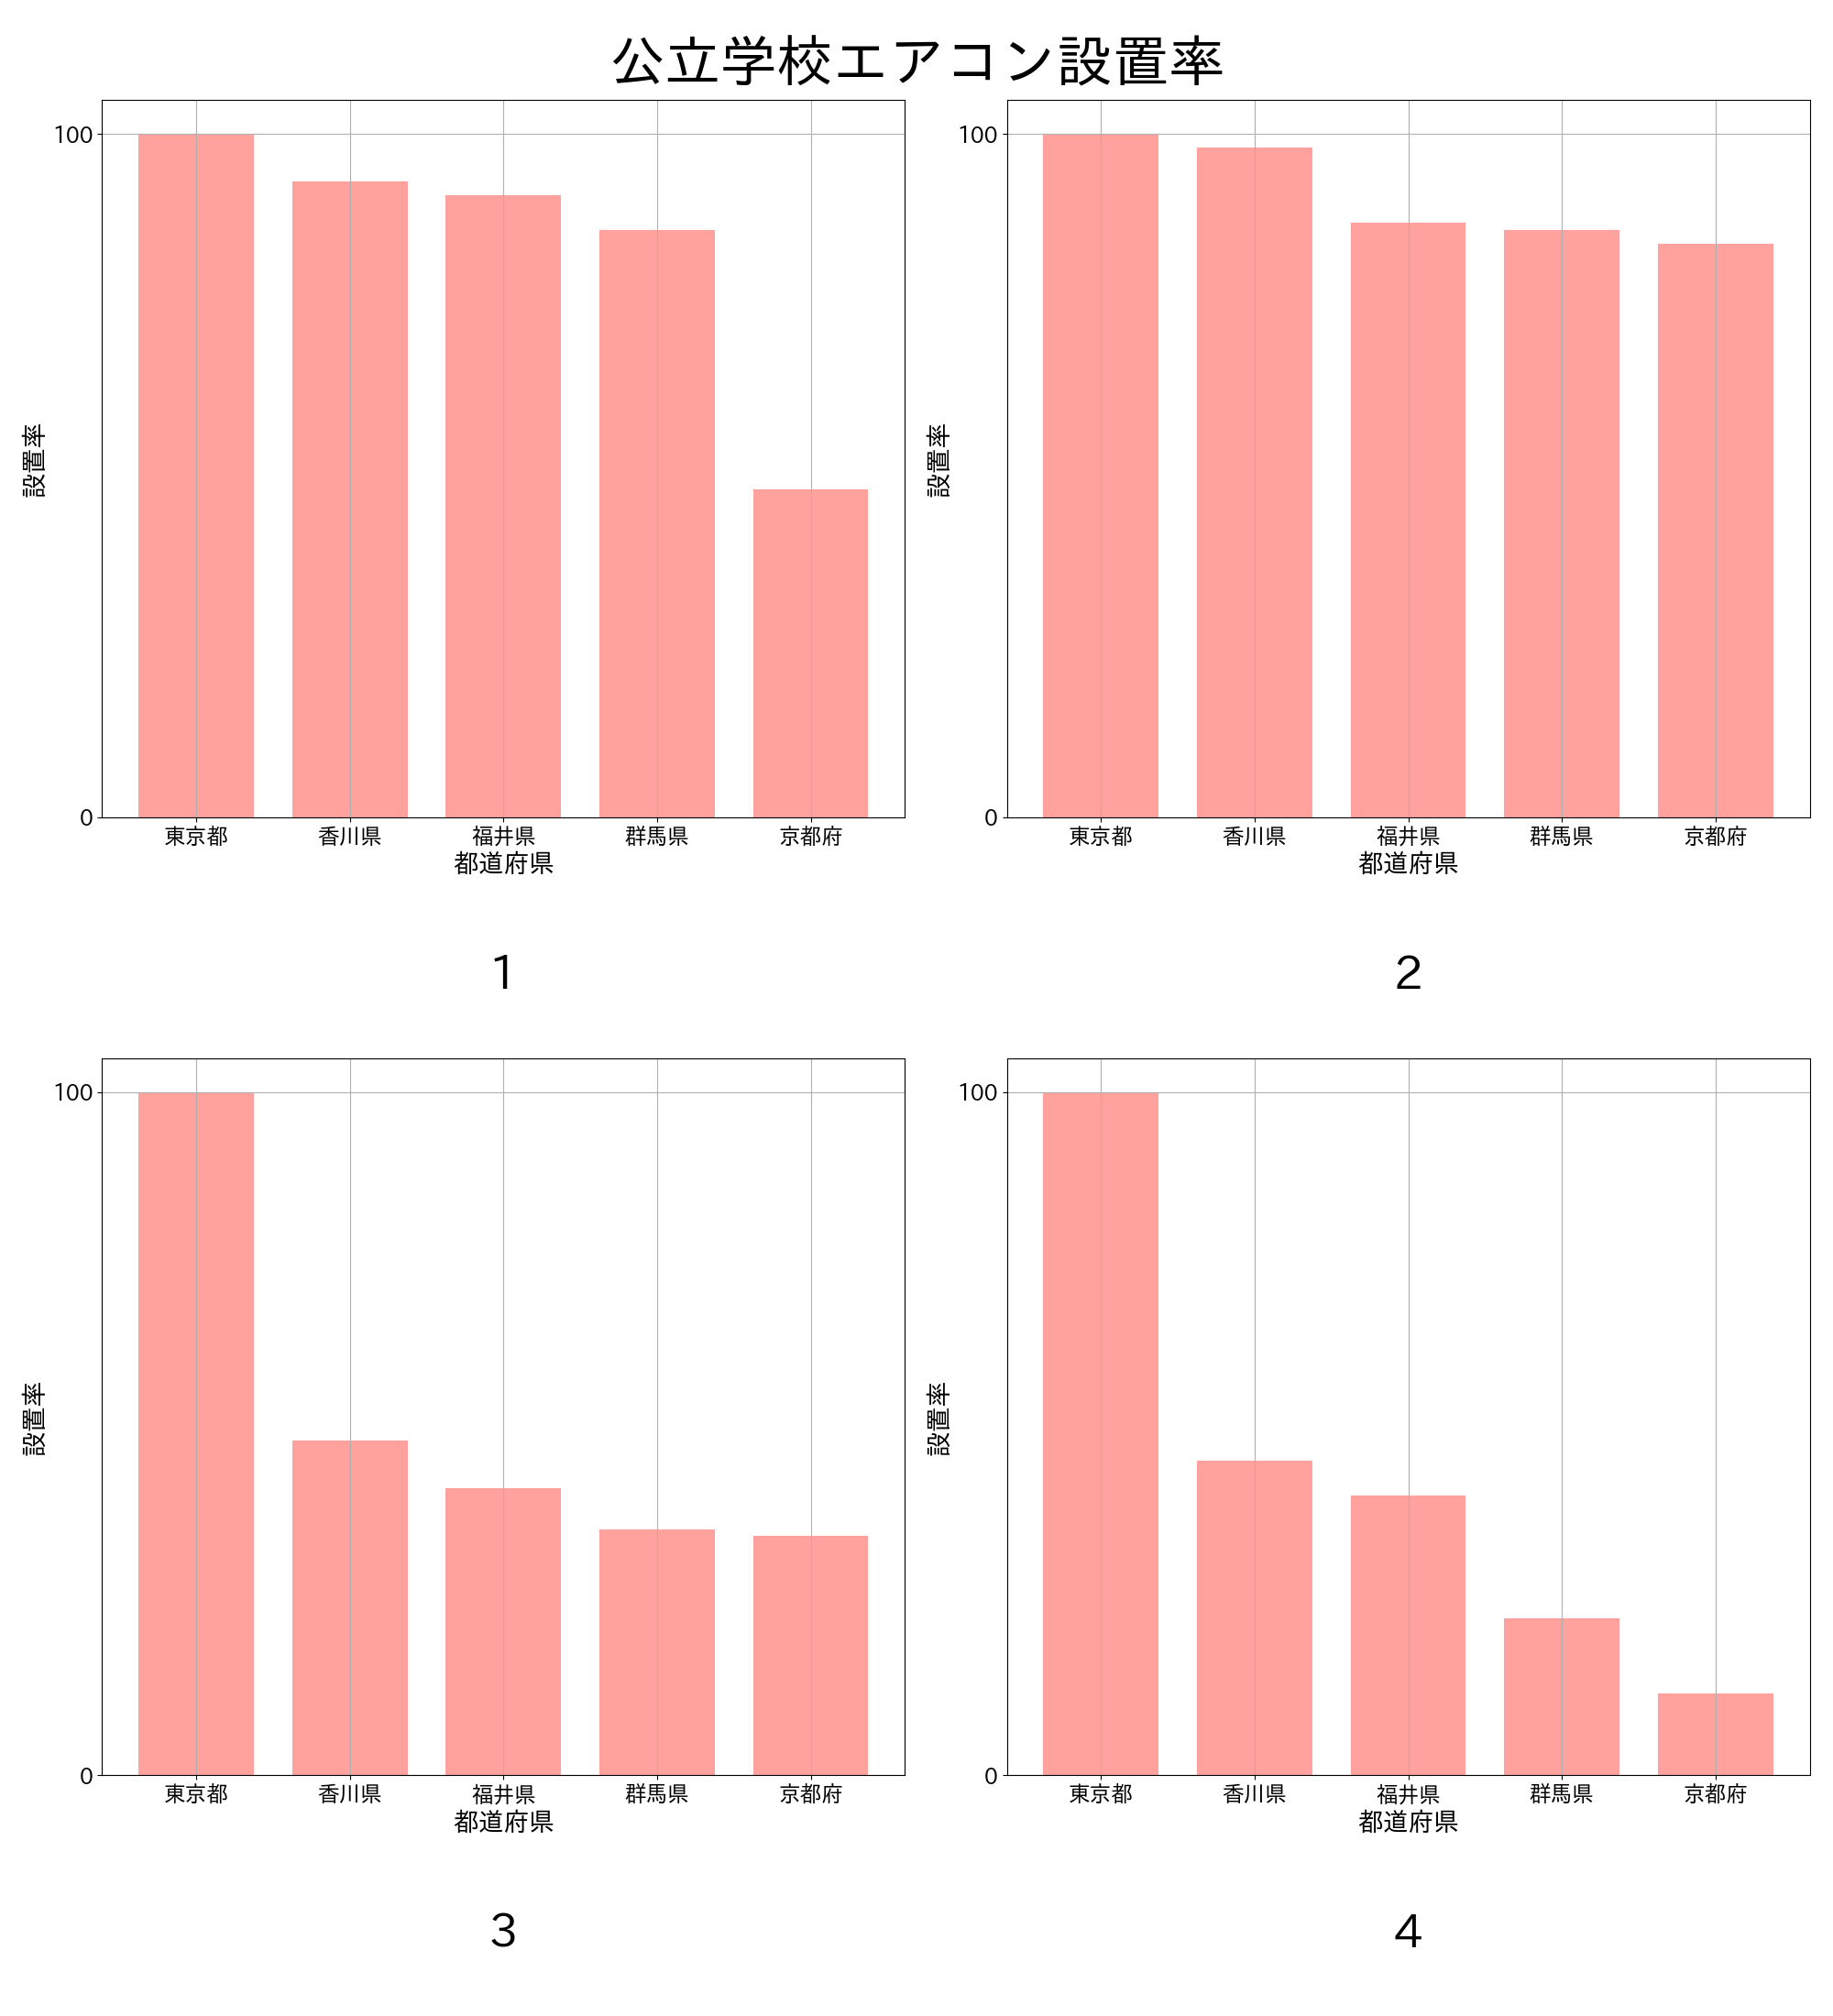 公立学校エアコン設置率
100
0
設置率
東京都 香川県 福井県 群馬県 京都府
都道府県
1
100
0
設置率
東京都 香川県 福井県 群馬県 京都府
都道府県
2
100
0
設置率
東京都 香川県 福井県 群馬県 京都府
都道府県
3
100
0
設置率
東京都 香川県 福井県 群馬県 京都府
都道府県
4